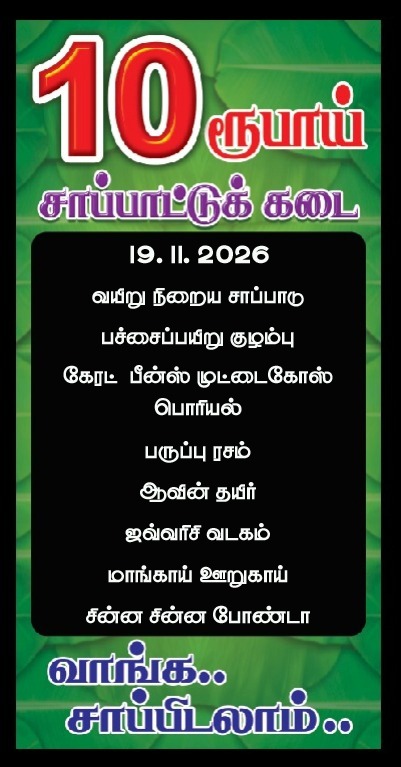 10 ரூபாய்
சாப்பாட்டுக் கடை
19. 11. 2026
வயிறு நிறைய சாப்பாடு
பச்சைப்பயிறு குழம்பு
கேரட் பீன்ஸ் முட்டைகோஸ்
பொரியல்
பருப்பு ரசம்
ஆவின் தயிர்
ஜவ்வரிசி வடகம்
மாங்காய் ஊறுகாய்
சின்ன சின்ன போண்டா
வாங்க..
சாப்பிடலாம்..